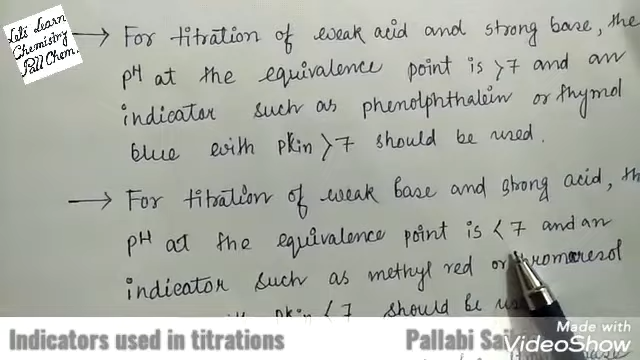 Let's Learn
Chemistry
Pall Chem.
→ For titration of weak acid and strong base, the
pH at the equivalence point is >7 and an
indicator such as phenolphthalein or thymol
blue with pKin >7 should be used.
→ For titration of weak base and strong acid, th
pH at the equivalence point is <7 and an
indicator such as methyl red or bromocresol
pKin <7 should be
Indicators used in titrations
Pallabi
Made with
VideoShow